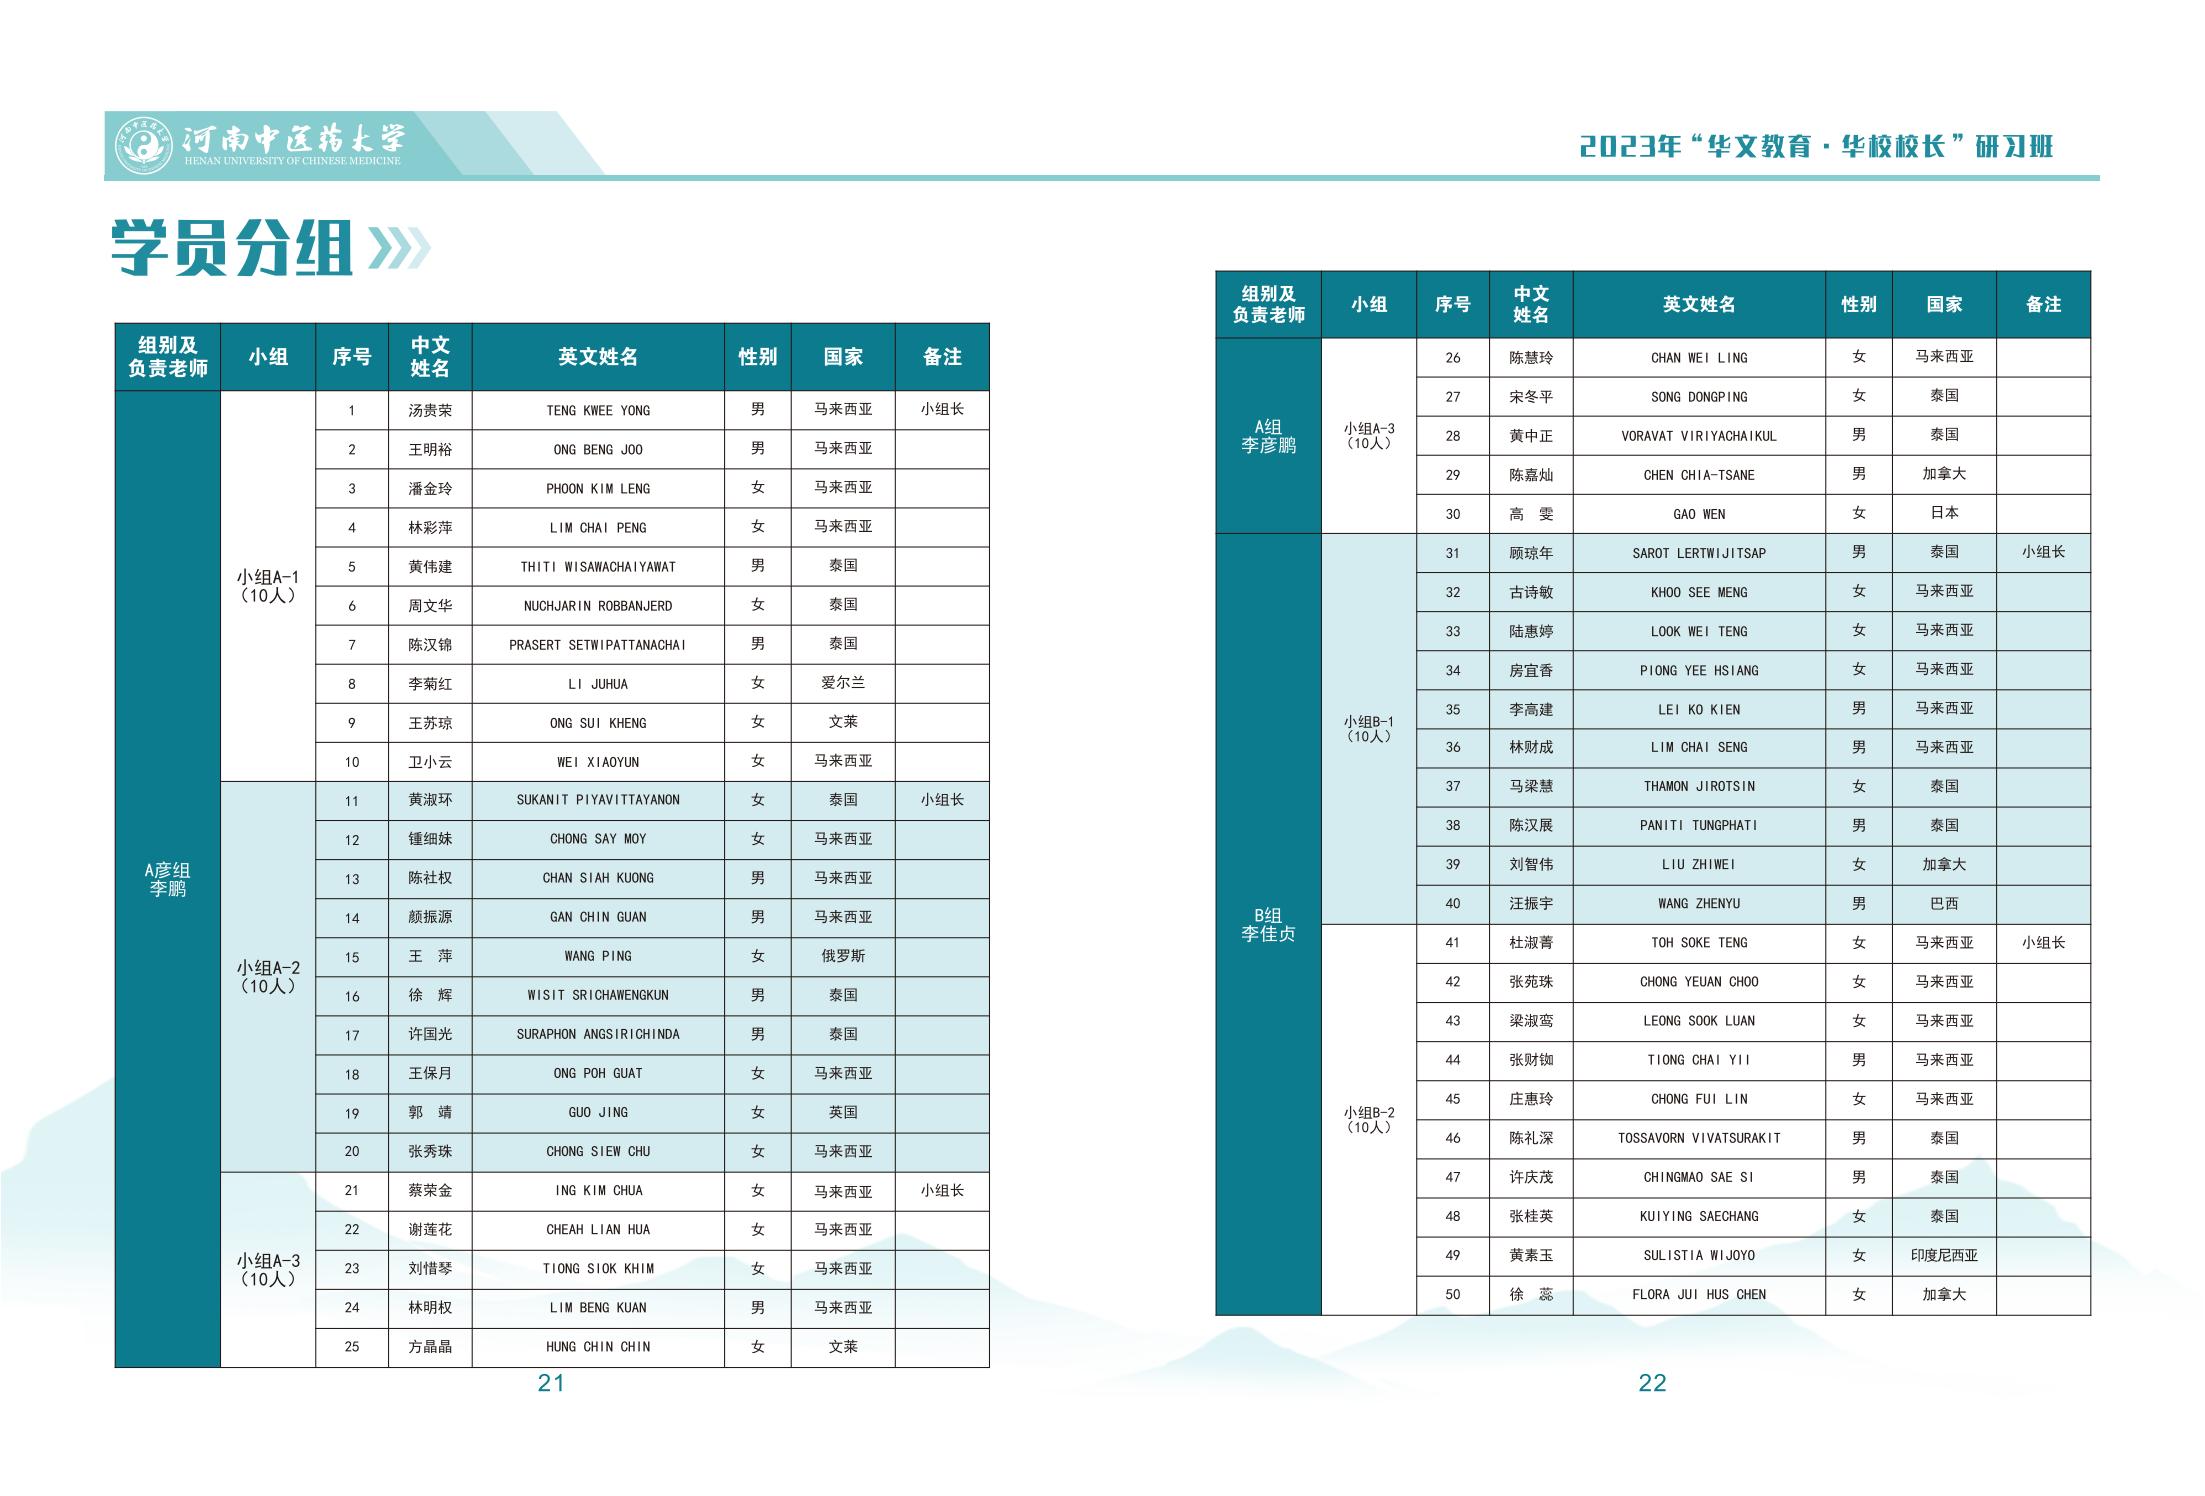 河南中医药大学
HENAN UNIVERSITY OF CHINESE MEDICINE
2023年“华文教育·华校校长”研习班
学员分组
组别及负责老师 小组 序号 中文姓名 英文姓名 性别 国家 备注
A彦组
李鹏
小组A-1
（10人）
1 汤贵荣 TENG KWEE YONG 男 马来西亚 小组长
2 王明裕 ONG BENG JOO 男 马来西亚
3 潘金玲 PHOON KIM LENG 女 马来西亚
4 林彩萍 LIM CHAI PENG 女 马来西亚
5 黄伟建 THITI WISAWACHAIYAWAT 男 泰国
6 周文华 NUCHJARIN ROBBANJERD 女 泰国
7 陈汉锦 PRASERT SETWIPATTANACHAI 男 泰国
8 李菊红 LI JUHUA 女 爱尔兰
9 王苏琼 ONG SUI KHENG 女 文莱
10 卫小云 WEI XIAOYUN 女 马来西亚
小组A-2
（10人）
11 黄淑环 SUKANIT PIYAVITTAYANON 女 泰国 小组长
12 锺细妹 CHONG SAY MOY 女 马来西亚
13 陈社权 CHAN SIAH KUONG 男 马来西亚
14 颜振源 GAN CHIN GUAN 男 马来西亚
15 王 萍 WANG PING 女 俄罗斯
16 徐 辉 WISIT SRICHAWENGKUN 男 泰国
17 许国光 SURAPHON ANGSIRICHINDA 男 泰国
18 王保月 ONG POH GUAT 女 马来西亚
19 郭 靖 GUO JING 女 英国
20 张秀珠 CHONG SIEW CHU 女 马来西亚
小组A-3
（10人）
21 蔡荣金 ING KIM CHUA 女 马来西亚 小组长
22 谢莲花 CHEAH LIAN HUA 女 马来西亚
23 刘惜琴 TIONG SIOK KHIM 女 马来西亚
24 林明权 LIM BENG KUAN 男 马来西亚
25 方晶晶 HUNG CHIN CHIN 女 文莱
21
组别及负责老师 小组 序号 中文姓名 英文姓名 性别 国家 备注
A组
李彦鹏
小组A-3
（10人）
26 陈慧玲 CHAN WEI LING 女 马来西亚
27 宋冬平 SONG DONGPING 女 泰国
28 黄中正 VORAVAT VIRIYACHAIKUL 男 泰国
29 陈嘉灿 CHEN CHIA-TSANE 男 加拿大
30 高 雯 GAO WEN 女 日本
B组
李佳贞
小组B-1
（10人）
31 顾琼年 SAROT LERTWIJITSAP 男 泰国 小组长
32 古诗敏 KHOO SEE MENG 女 马来西亚
33 陆惠婷 LOOK WEI TENG 女 马来西亚
34 房宜香 PIONG YEE HSIANG 女 马来西亚
35 李高建 LEI KO KIEN 男 马来西亚
36 林财成 LIM CHAI SENG 男 马来西亚
37 马梁慧 THAMON JIROTSIN 女 泰国
38 陈汉展 PANITI TUNGPHATI 男 泰国
39 刘智伟 LIU ZHIWEI 女 加拿大
40 汪振宇 WANG ZHENYU 男 巴西
小组B-2
（10人）
41 杜淑菁 TOH SOKE TENG 女 马来西亚 小组长
42 张苑珠 CHONG YEUAN CHOO 女 马来西亚
43 梁淑鸾 LEONG SOOK LUAN 女 马来西亚
44 张财铷 TIONG CHAI YII 男 马来西亚
45 庄惠玲 CHONG FUI LIN 女 马来西亚
46 陈礼深 TOSSAVORN VIVATSURAKIT 男 泰国
47 许庆茂 CHINGMAO SAE SI 男 泰国
48 张桂英 KUIYING SAECHANG 女 泰国
49 黄素玉 SULISTIA WIJOYO 女 印度尼西亚
50 徐 蕊 FLORA JUI HUS CHEN 女 加拿大
22